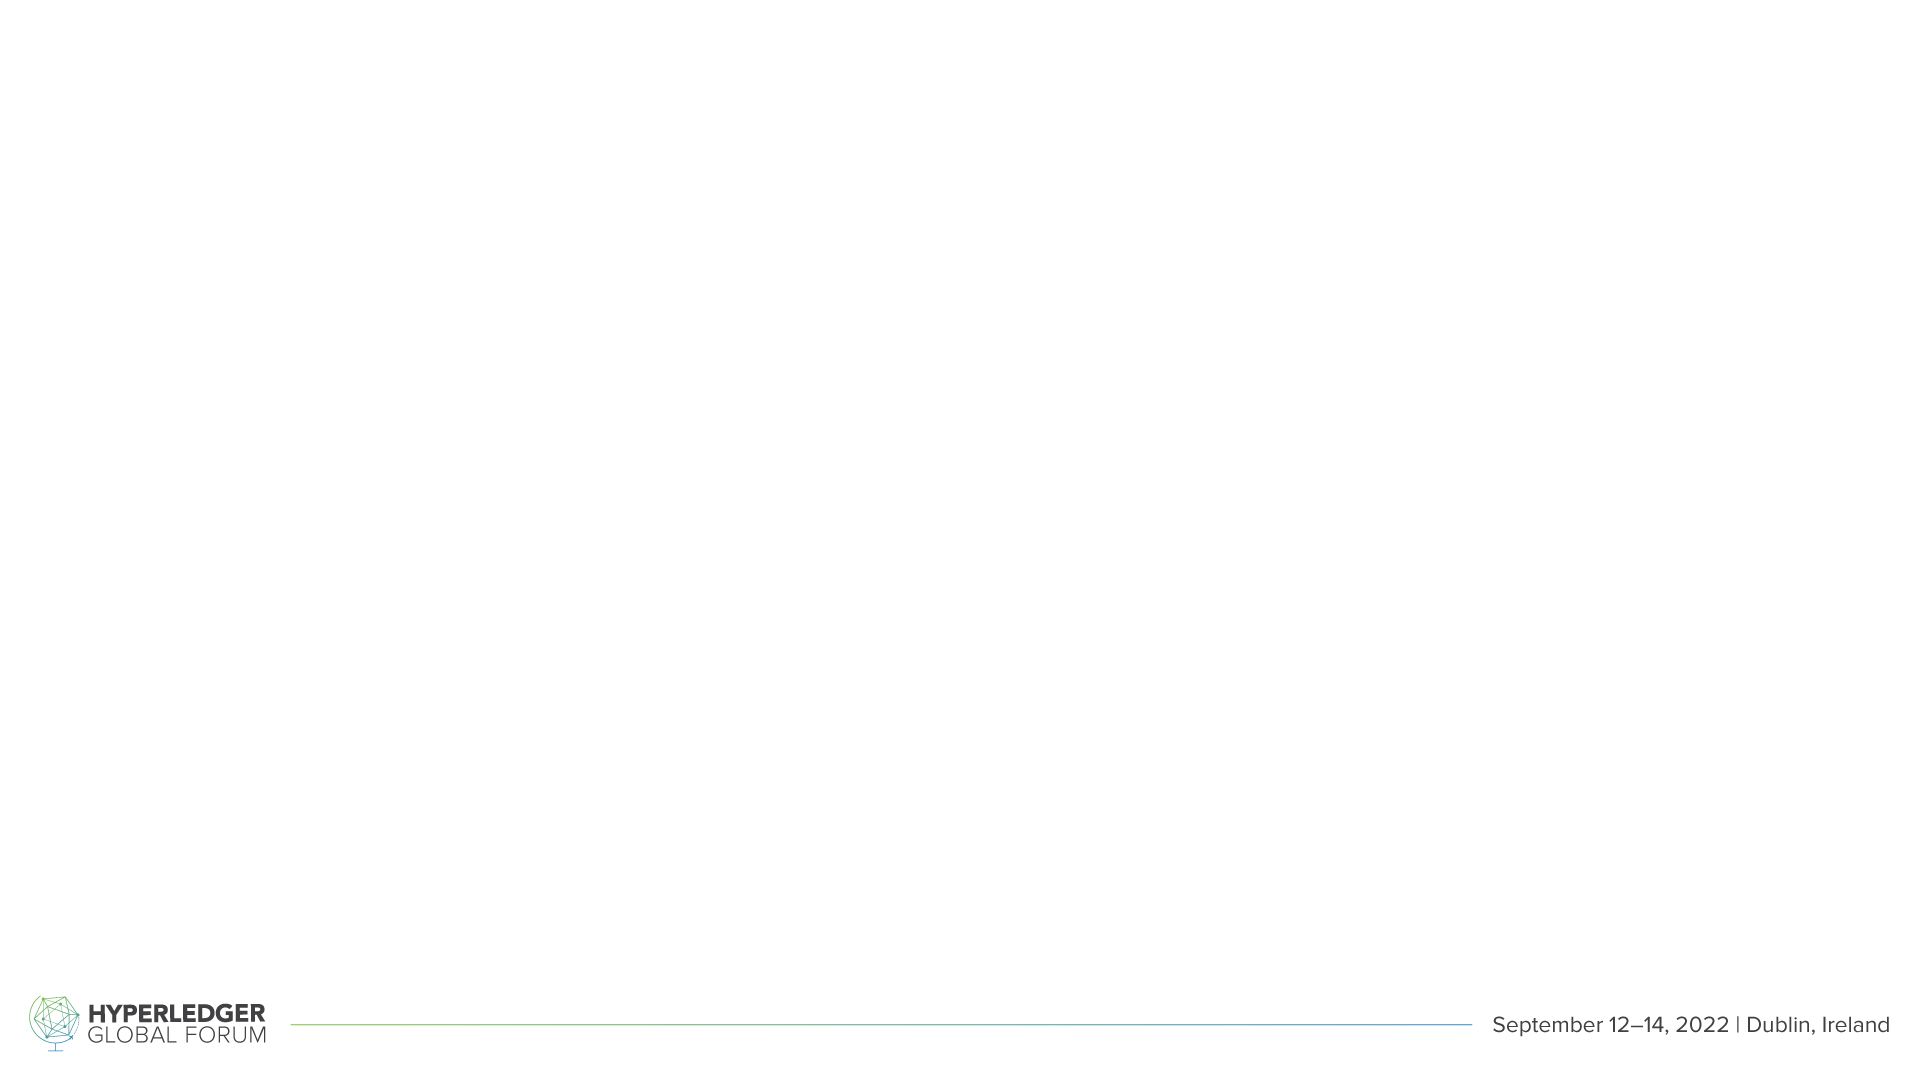 HYPERLEDGER
GLOBAL FORUM
September 12–14, 2022 | Dublin, Ireland